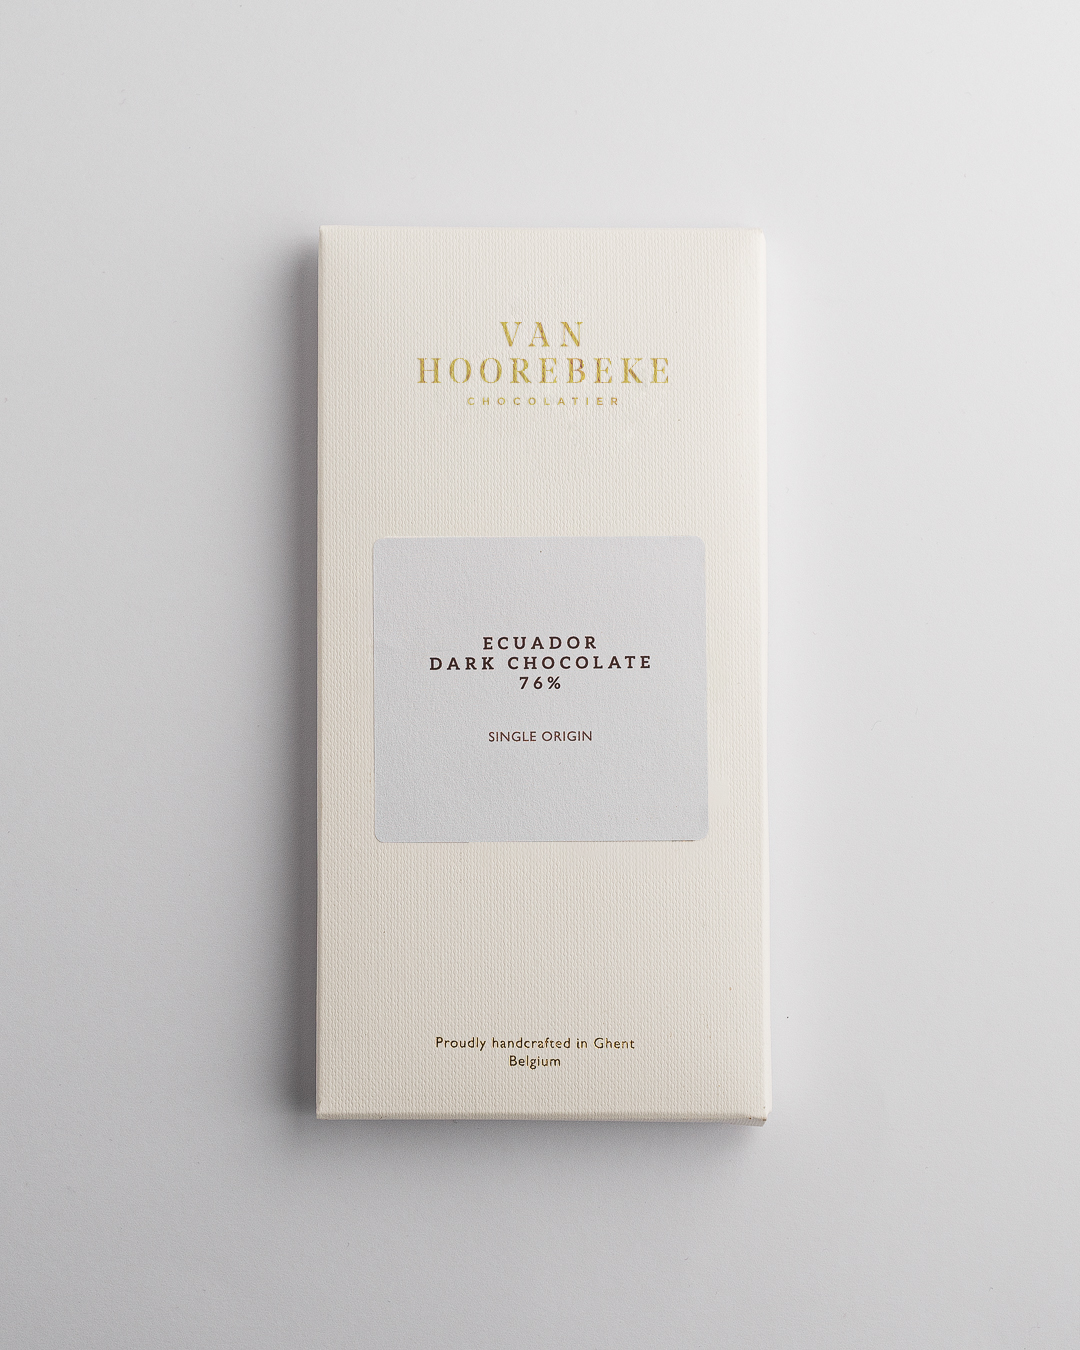 VAN
HOOREBEKE
CHOCOLATIER
ECUADOR
DARK CHOCOLATE
76%
SINGLE ORIGIN
Proudly handcrafted in Ghent
Belgium